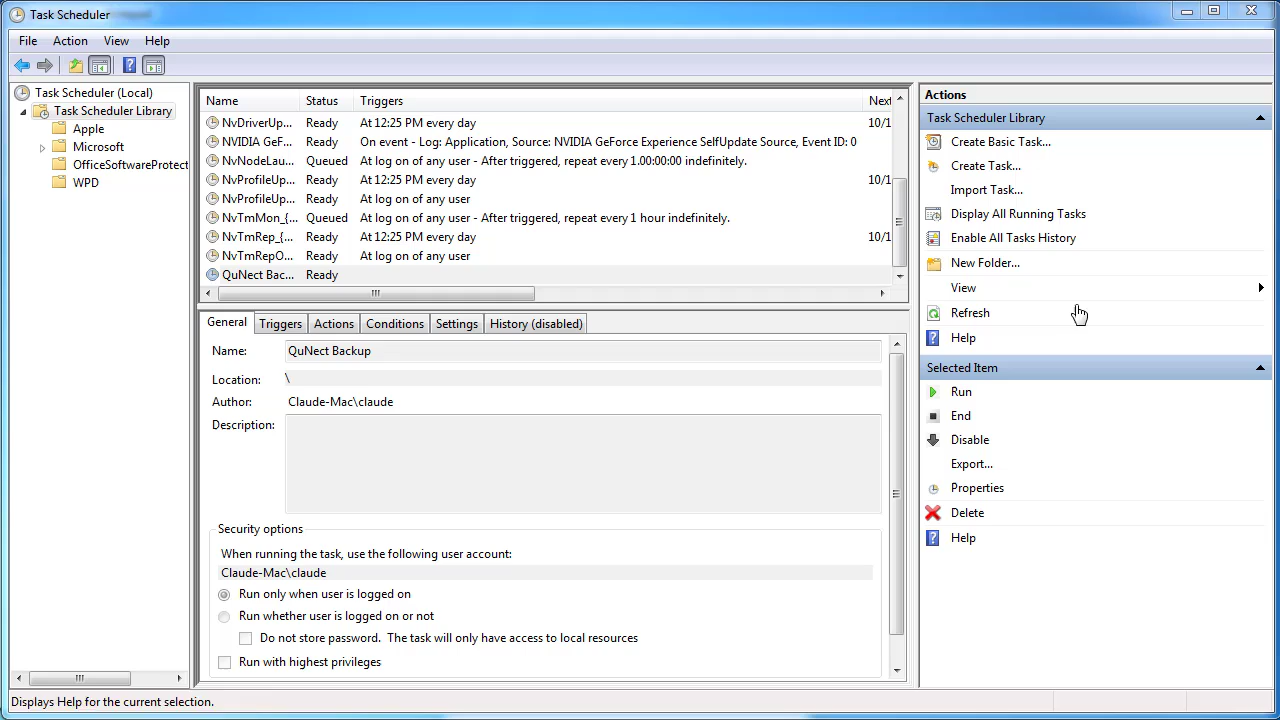 Task Scheduler
File Action View Help
Task Scheduler (Local)
Task Scheduler Library
Apple
Microsoft
OfficeSoftwareProtect
WPD
Name Status Triggers Next
NvDriverUp... Ready At 12:25 PM every day 10/1
NVIDIA GeF... Ready On event - Log: Application, Source: NVIDIA GeForce Experience SelfUpdate Source, Event ID: 0
NvNodeLau... Queued At log on of any user - After triggered, repeat every 1.00:00:00 indefinitely.
NvProfileUp... Ready At 12:25 PM every day 10/1
NvProfileUp... Ready At log on of any user
NvTmMon_{... Queued At log on of any user - After triggered, repeat every 1 hour indefinitely.
NvTmRep_{... Ready At 12:25 PM every day 10/1
NvTmRepO... Ready At log on of any user
QuNect Bac... Ready
General Triggers Actions Conditions Settings History (disabled)
Name: QuNect Backup
Location: \
Author: Claude-Mac\claude
Description:
Security options
When running the task, use the following user account:
Claude-Mac\claude
Run only when user is logged on
Run whether user is logged on or not
Do not store password. The task will only have access to local resources
Run with highest privileges
Actions
Task Scheduler Library
Create Basic Task...
Create Task...
Import Task...
Display All Running Tasks
Enable All Tasks History
New Folder...
View
Refresh
Help
Selected Item
Run
End
Disable
Export...
Properties
Delete
Help
Displays Help for the current selection.